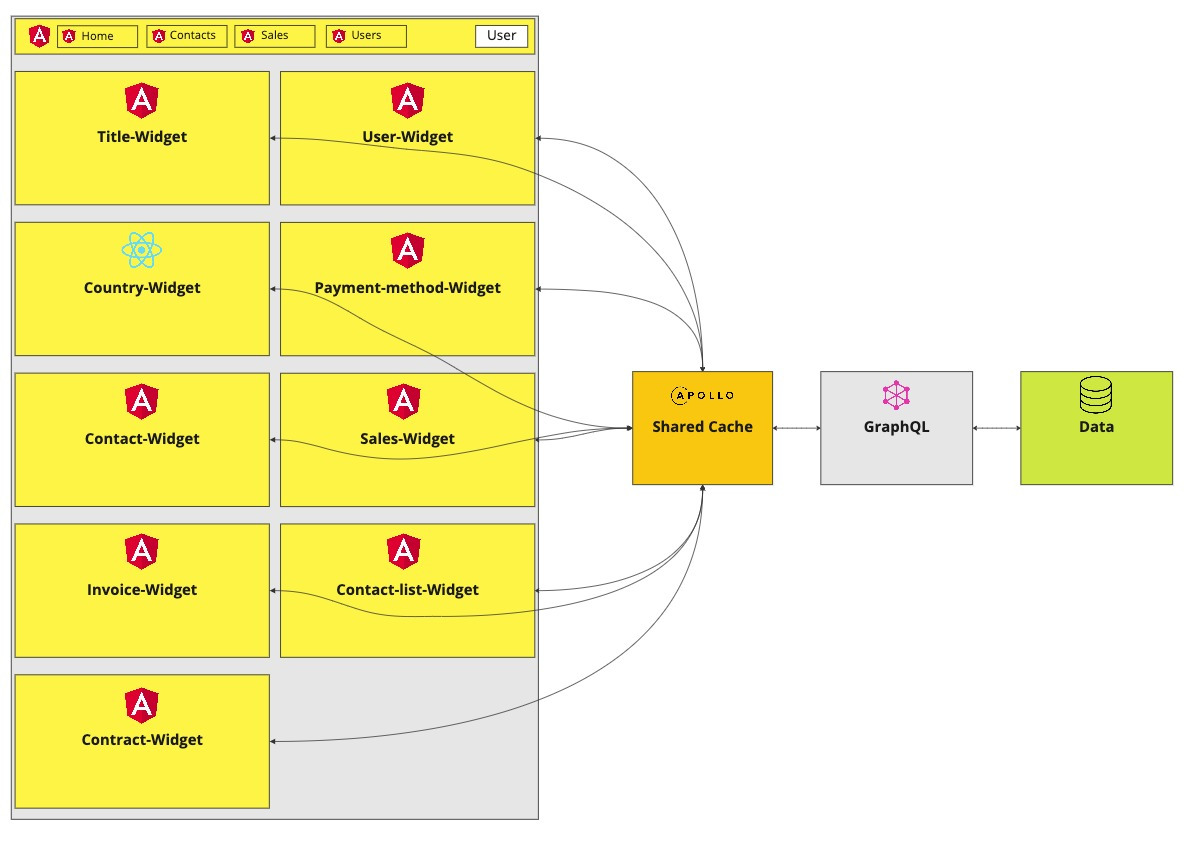 Home
Contacts
Sales
Users
User
Title-Widget
User-Widget
Country-Widget
Payment-method-Widget
Contact-Widget
Sales-Widget
Invoice-Widget
Contact-list-Widget
Contract-Widget
APOLLO
Shared Cache
GraphQL
Data